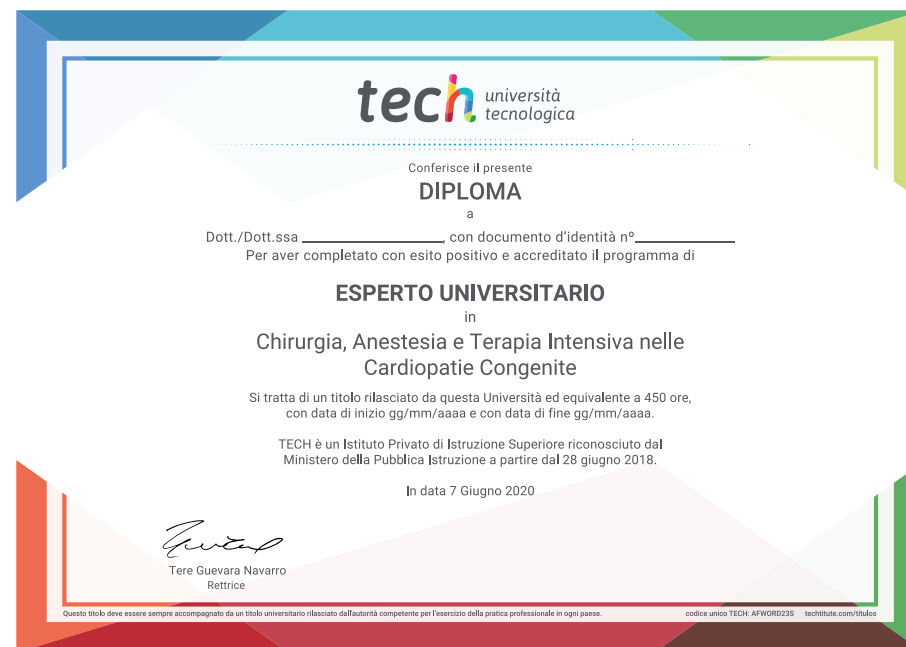 tech università
tecnologica
Conferisce il presente
DIPLOMA
a
Dott./Dott.ssa ____________________, con documento d'identità nº______________
Per aver completato con esito positivo e accreditato il programma di
ESPERTO UNIVERSITARIO
in
Chirurgia, Anestesia e Terapia Intensiva nelle
Cardiopatie Congenite
Si tratta di un titolo rilasciato da questa Università ed equivalente a 450 ore,
con data di inizio gg/mm/aaaa e con data di fine gg/mm/aaaa.
TECH è un Istituto Privato di Istruzione Superiore riconosciuto dal
Ministero della Pubblica Istruzione a partire dal 28 giugno 2018.
In data 7 Giugno 2020
Tere Guevara Navarro
Rettrice
Questo titolo deve essere sempre accompagnato da un titolo universitario rilasciato dall'autorità competente per l'esercizio della pratica professionale in ogni paese. codice unico TECH: AFWORD23S techtitute.com/titulos